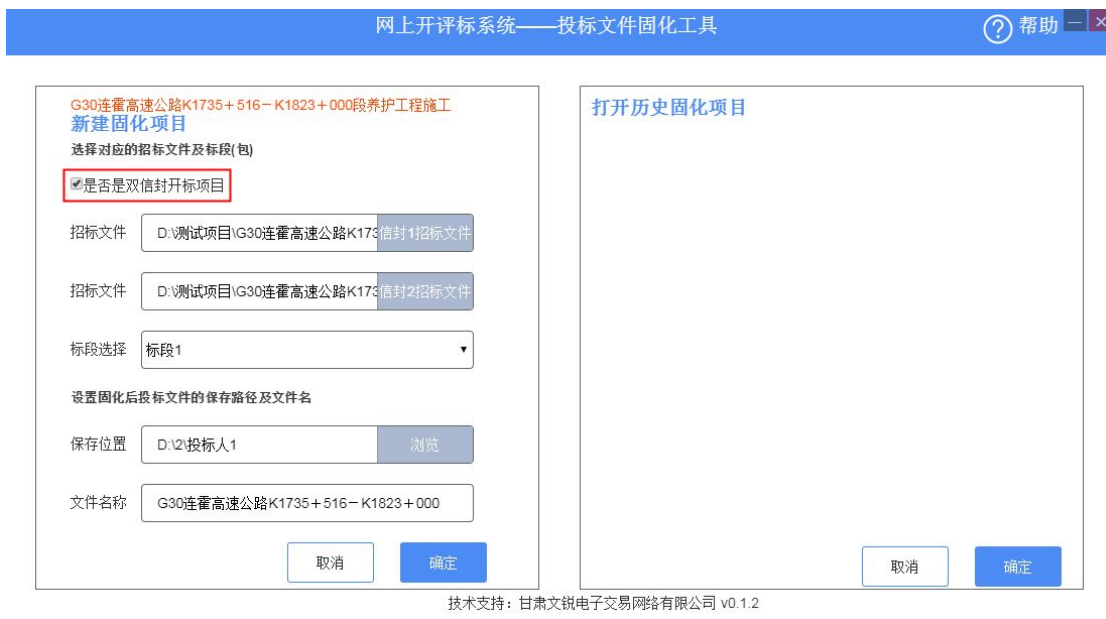 网上开评标系统——投标文件固化工具
帮助
G30连霍高速公路K1735+516-K1823+000段养护工程施工
新建固化项目
选择对应的招标文件及标段(包)
是否是双信封开标项目
招标文件 D:\测试项目\G30连霍高速公路K173 信封1招标文件
招标文件 D:\测试项目\G30连霍高速公路K173 信封2招标文件
标段选择 标段1
设置固化后投标文件的保存路径及文件名
保存位置 D:\2\投标人1 浏览
文件名称 G30连霍高速公路K1735+516-K1823+000
取消 确定
打开历史固化项目
取消 确定
技术支持：甘肃文锐电子交易网络有限公司 v0.1.2